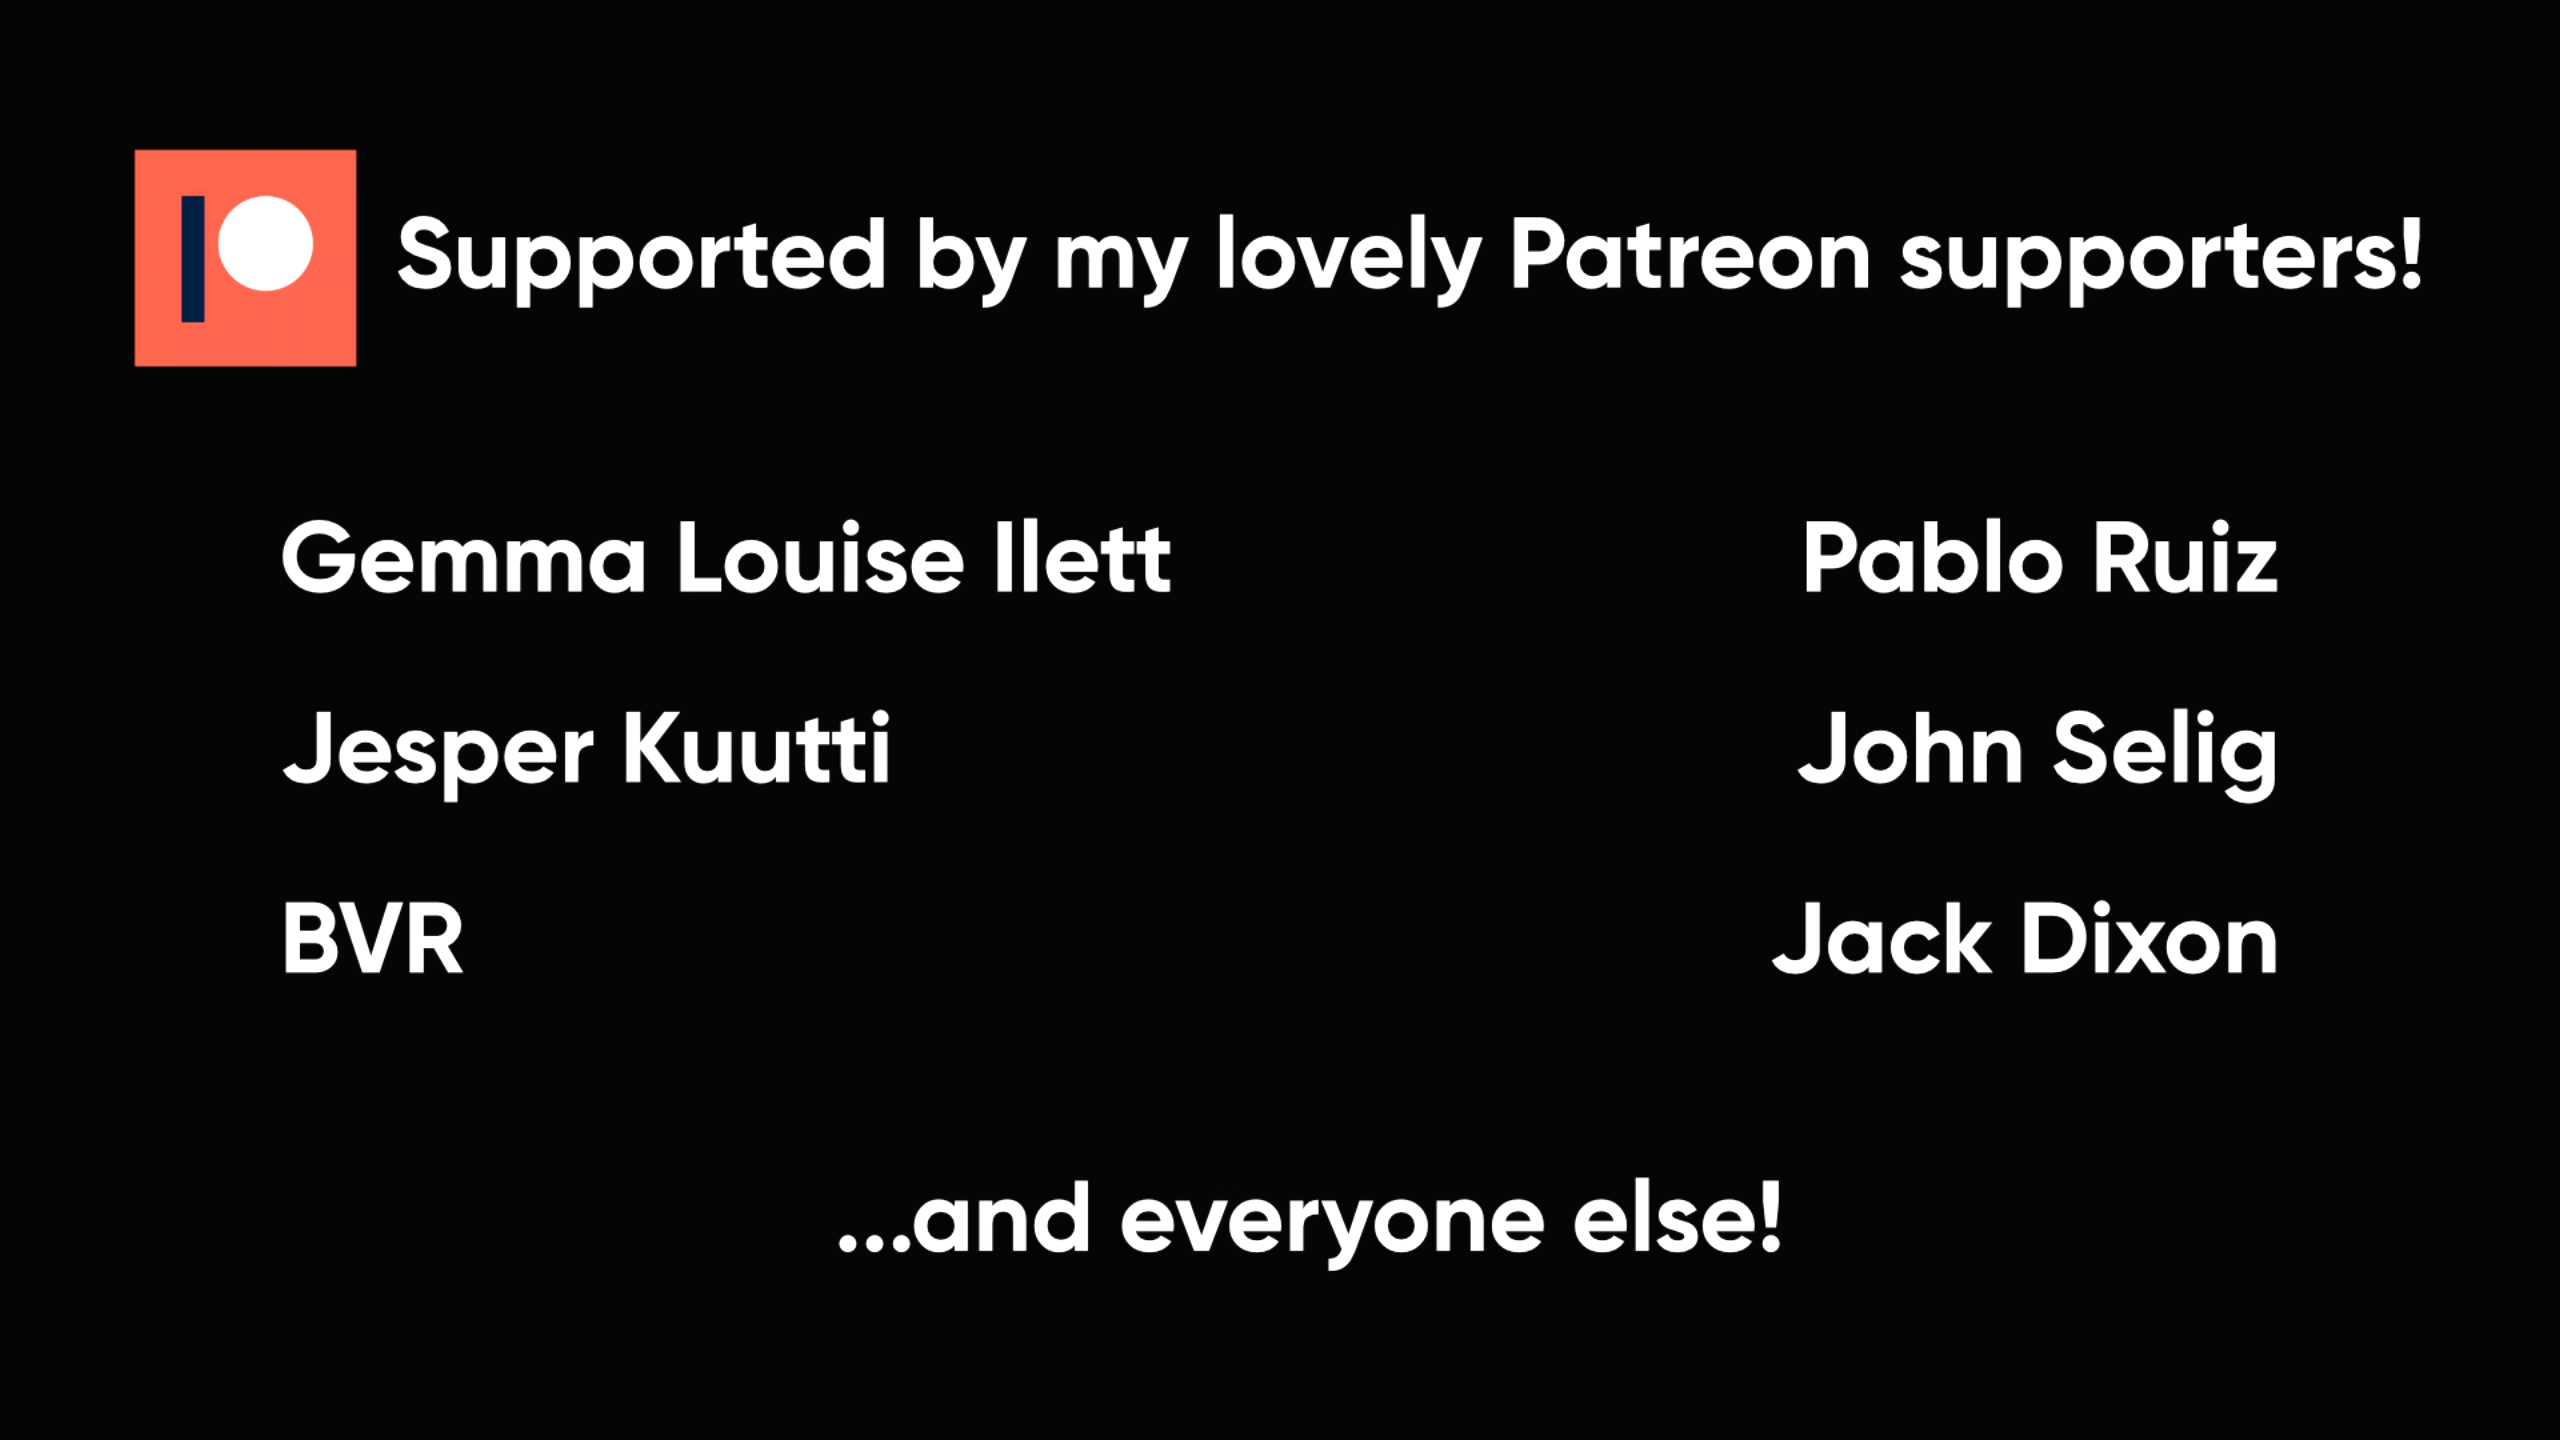 Supported by my lovely Patreon supporters!
Gemma Louise Ilett
Pablo Ruiz
Jesper Kuutti
John Selig
BVR
Jack Dixon
...and everyone else!